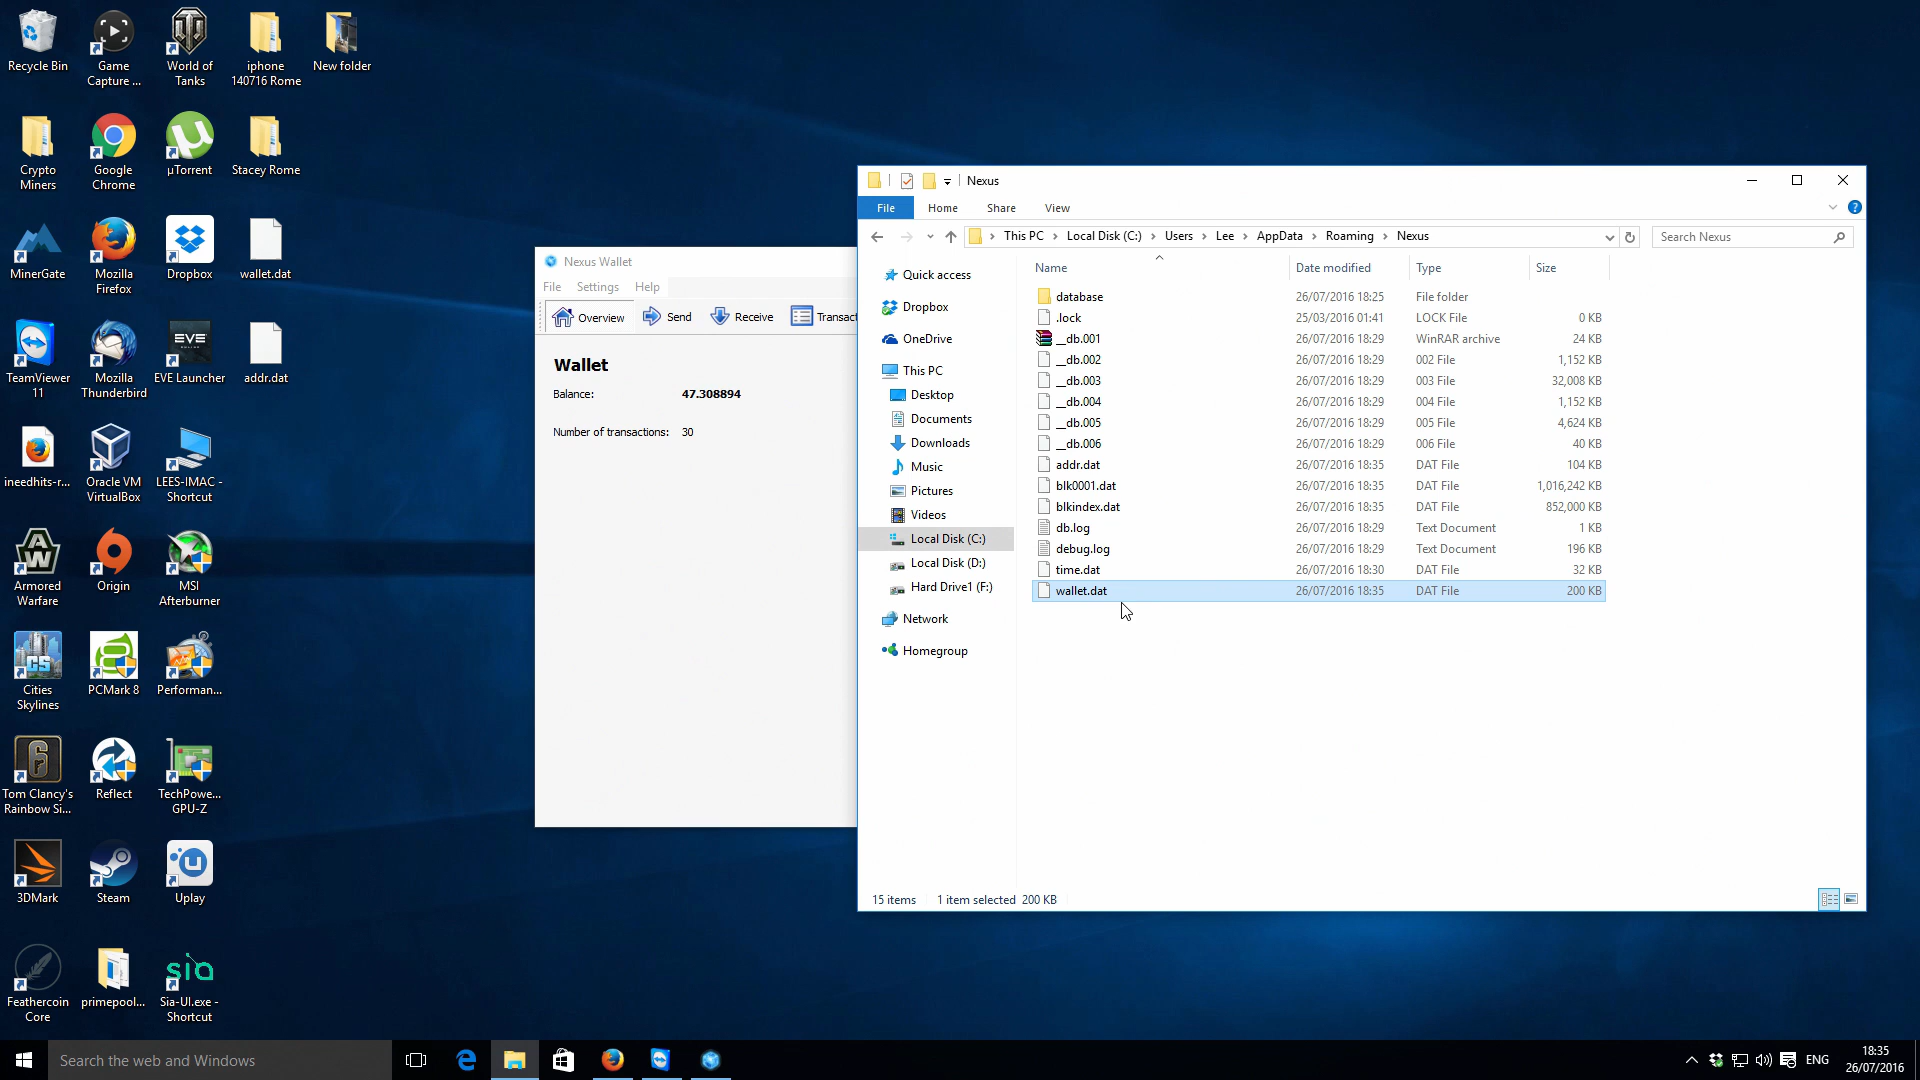 Recycle Bin
Game
Capture ...
World of
Tanks
iphone
140716 Rome
New folder
Crypto
Miners
Google
Chrome
µTorrent
Stacey Rome
MinerGate
Mozilla
Firefox
Dropbox
wallet.dat
TeamViewer
11
Mozilla
Thunderbird
EVE
EVE Launcher
addr.dat
ineedhits-r...
Oracle VM
VirtualBox
LEES-IMAC -
Shortcut
AW
Armored
Warfare
Origin
MSI
Afterburner
CS
Cities
Skylines
PCMark 8
Performan...
6
Tom Clancy's
Rainbow Si...
Reflect
TechPowe...
GPU-Z
3DMark
Steam
u
Uplay
Feathercoin
Core
primepool...
sia
Sia-UI.exe -
Shortcut
Nexus Wallet
File Settings Help
Overview Send Receive Transact
Wallet
Balance: 47.308894
Number of transactions: 30
Nexus
File Home Share View
This PC Local Disk (C:) Users Lee AppData Roaming Nexus
Search Nexus
Quick access
Dropbox
OneDrive
This PC
Desktop
Documents
Downloads
Music
Pictures
Videos
Local Disk (C:)
Local Disk (D:)
Hard Drive1 (F:)
Network
Homegroup
Name Date modified Type Size
database 26/07/2016 18:25 File folder
.lock 25/03/2016 01:41 LOCK File 0 KB
__db.001 26/07/2016 18:29 WinRAR archive 24 KB
__db.002 26/07/2016 18:29 002 File 1,152 KB
__db.003 26/07/2016 18:29 003 File 32,008 KB
__db.004 26/07/2016 18:29 004 File 1,152 KB
__db.005 26/07/2016 18:29 005 File 4,624 KB
__db.006 26/07/2016 18:29 006 File 40 KB
addr.dat 26/07/2016 18:35 DAT File 104 KB
blk0001.dat 26/07/2016 18:35 DAT File 1,016,242 KB
blkindex.dat 26/07/2016 18:35 DAT File 852,000 KB
db.log 26/07/2016 18:29 Text Document 1 KB
debug.log 26/07/2016 18:29 Text Document 196 KB
time.dat 26/07/2016 18:30 DAT File 32 KB
wallet.dat 26/07/2016 18:35 DAT File 200 KB
15 items 1 item selected 200 KB
Search the web and Windows
ENG
18:35
26/07/2016